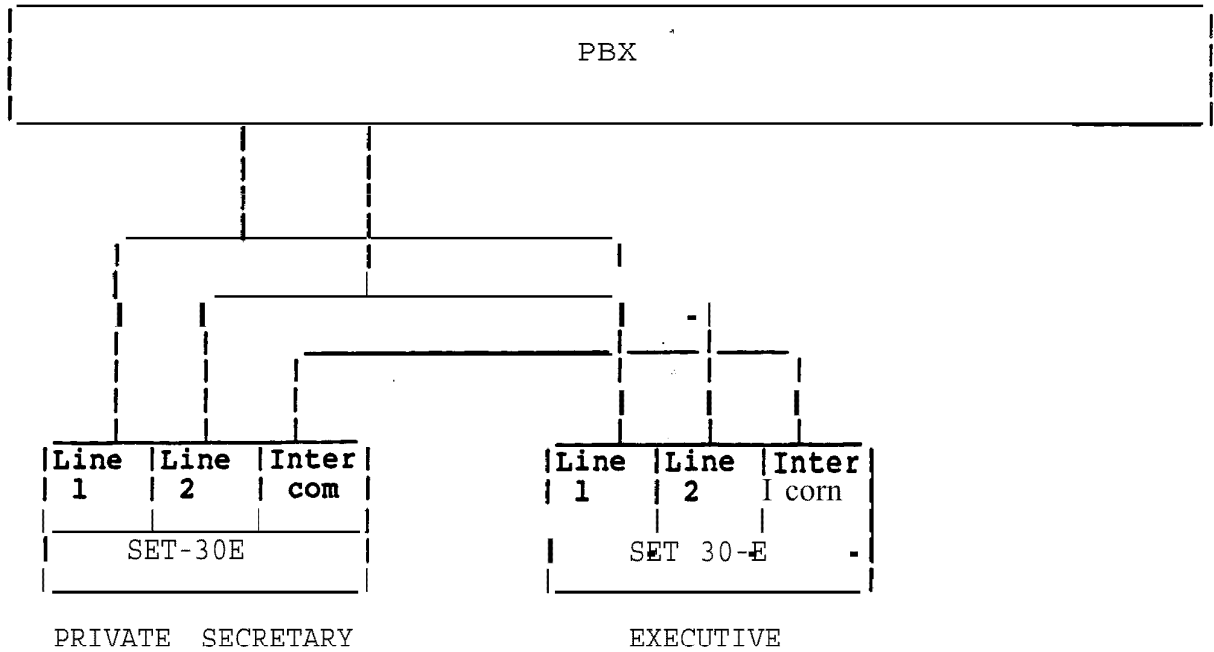 PBX
Line Line Inter Line Line Inter
1 2 com 1 2 I corn
SET-30E SET 30-E
PRIVATE SECRETARY EXECUTIVE